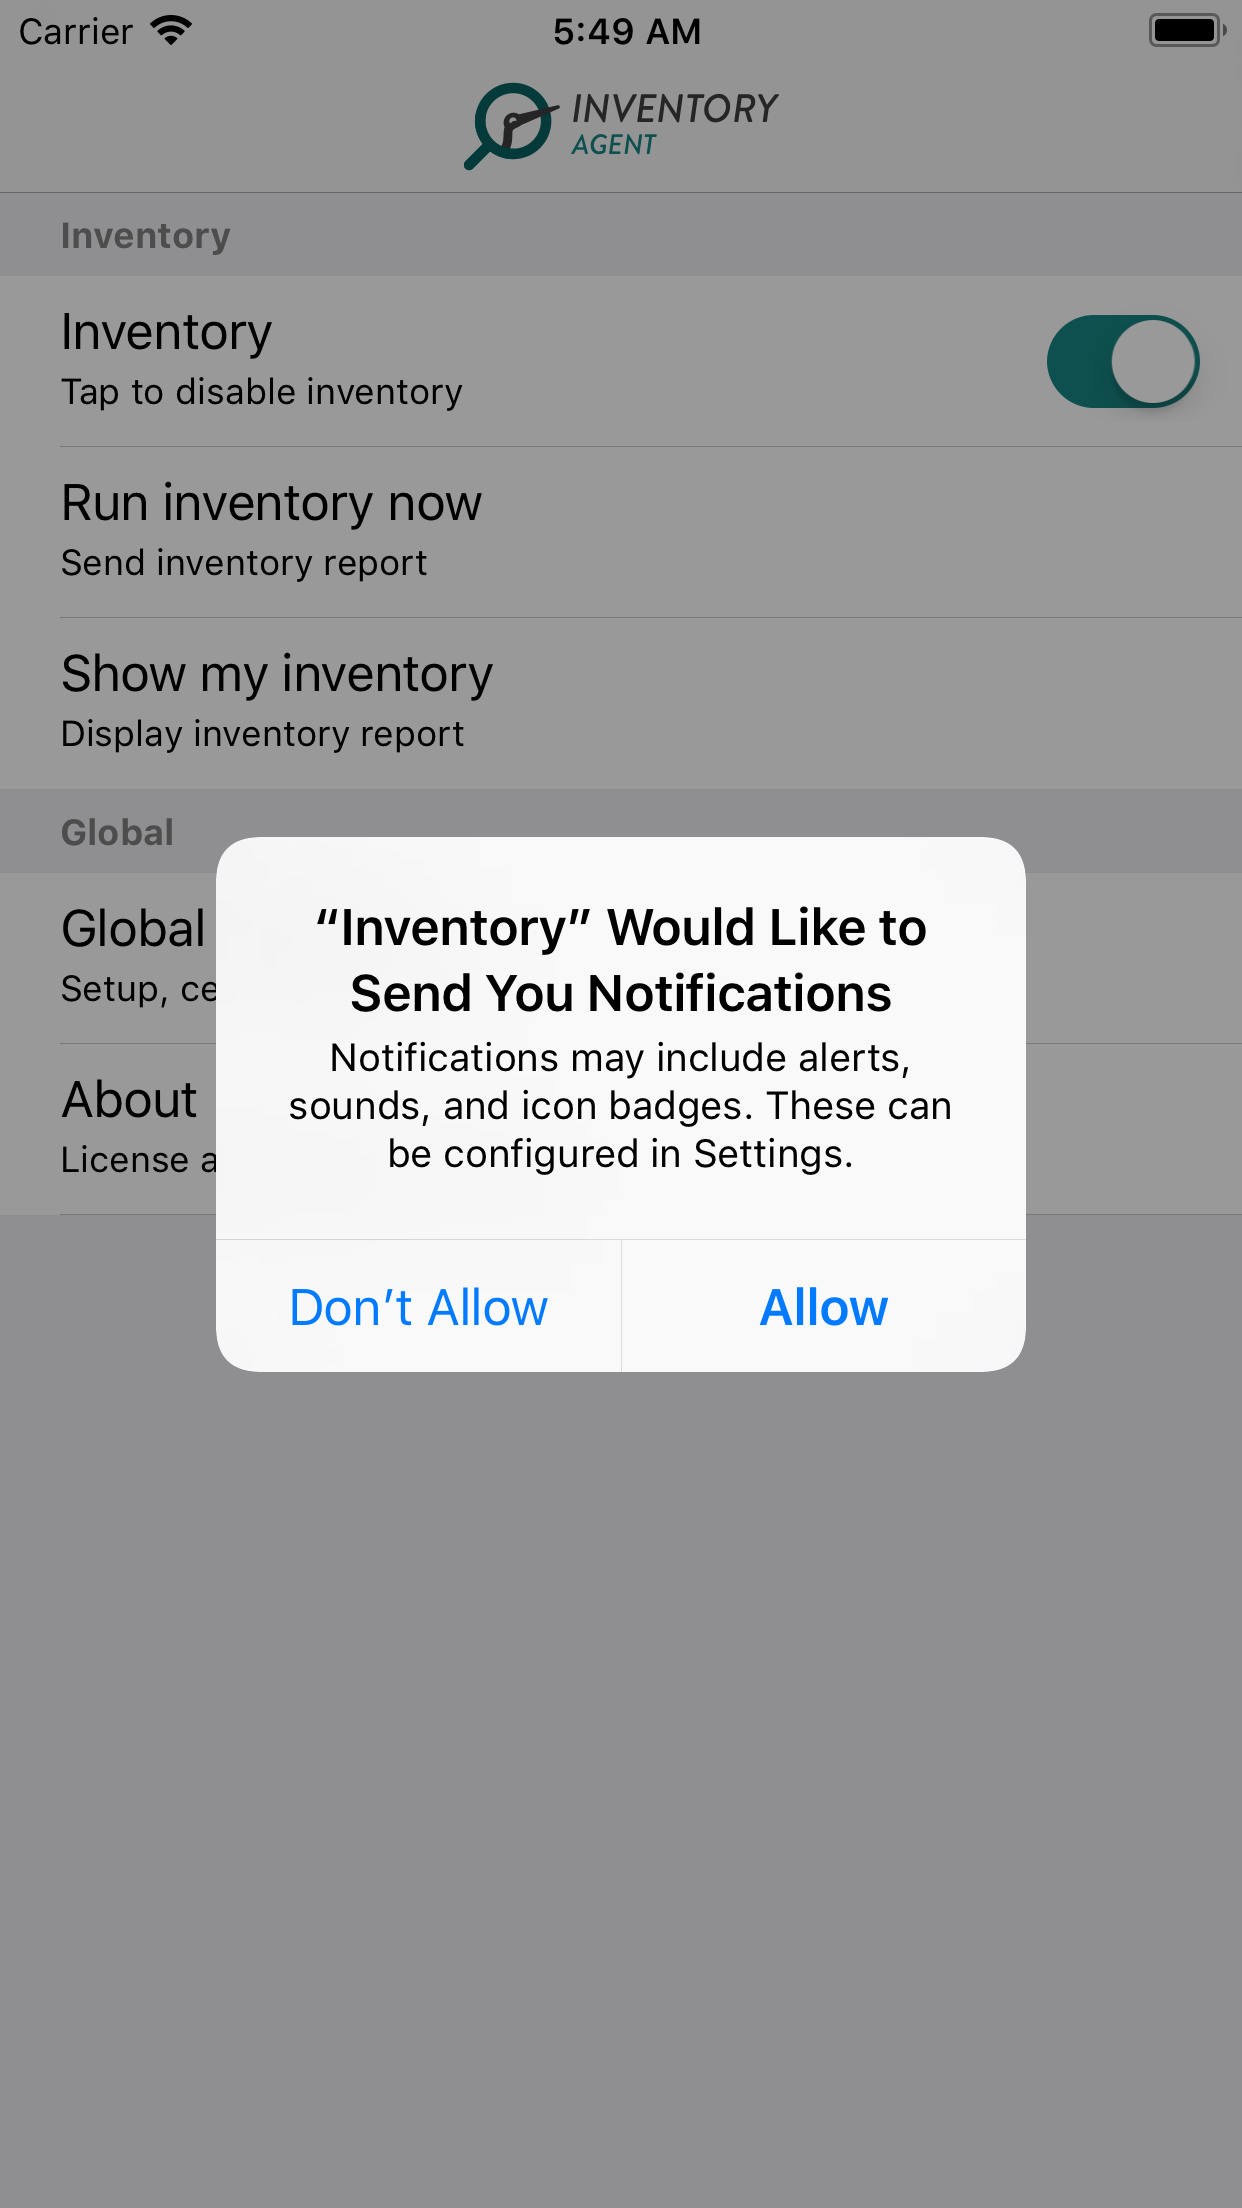 Carrier 5:49 AM
INVENTORY
AGENT
Inventory
Inventory
Tap to disable inventory
Run inventory now
Send inventory report
Show my inventory
Display inventory report
Global
Global
Setup,
About
License
“Inventory” Would Like to
Send You Notifications
Notifications may include alerts,
sounds, and icon badges. These can
be configured in Settings.
Don’t Allow Allow